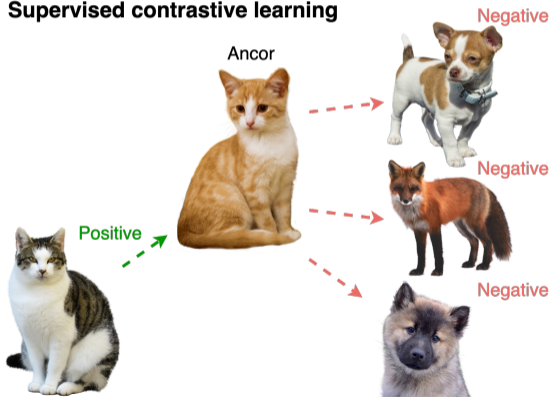 Supervised contrastive learning
Negative
Ancor
Negative
Positive
Negative